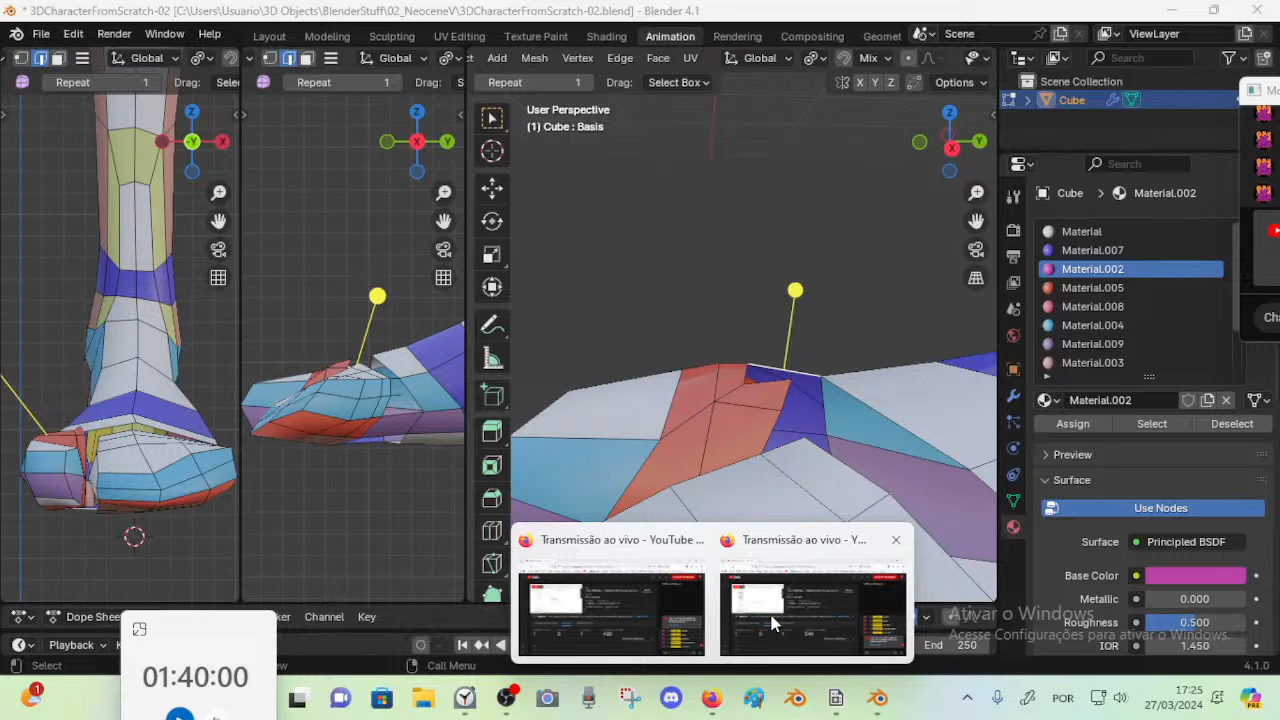 * 3DCharacterFromScratch-02 [C:\Users\Usuario\3D Objects\BlenderStuff\02_NeoceneV\3DCharacterFromScratch-02.blend] - Blender 4.1
File Edit Render Window Help Layout Modeling Sculpting UV Editing Texture Paint Shading Animation Rendering Compositing Geomet Scene ViewLayer
Global Global Add Mesh Vertex Edge Face UV Global Mix Search
Repeat 1 Drag: Sele Repeat 1 Drag: S Repeat 1 Drag: Select Box X Y Z Options
Scene Collection
Cube
User Perspective
(1) Cube : Basis
Z Z Z
-Y X Y Y X
Search
Cube > Material.002
Material
Material.007
Material.002
Material.005
Material.008
Material.004
Material.009
Material.003
Material.002
Assign Select Deselect
Preview
Surface
Use Nodes
Surface Principled BSDF
Base C
Metallic 0.000
Roughness 0.500
1.450
Cha
Transmissão ao vivo - YouTube ... Transmissão ao vivo - Y...
Channel Key
Playback End 250
Ativar o Windows
Acesse Configurações para ativar o Windows.
01:40:00
Select Call Menu 4.1.0
1 POR 17:25
27/03/2024
PRE